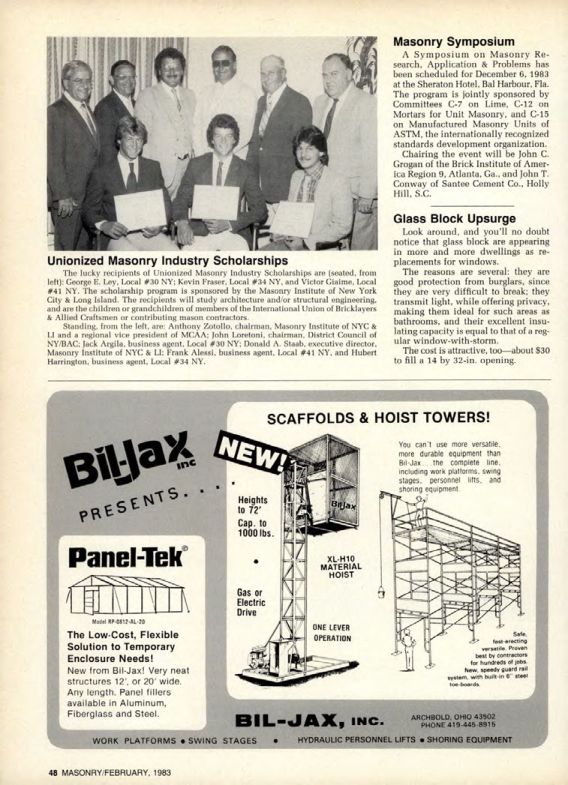 Unionized Masonry Industry Scholarships
The lucky recipients of Unionized Masonry Industry Scholarships are (seated, from
left): George E. Ley, Local #30 NY; Kevin Fraser, Local #34 NY, and Victor Giaime, Local
#41 NY. The scholarship program is sponsored by the Masonry Institute of New York
City & Long Island. The recipients will study architecture and/or structural engineering,
and are the children or grandchildren of members of the International Union of Bricklayers
& Allied Craftsmen or contributing mason contractors.
Standing, from the left, are: Anthony Zotollo, chairman, Masonry Institute of NYC &
LI and a regional vice president of MCAA; John Loretoni, chairman, District Council of
NY/BAC; Jack Argila, business agent, Local #30 NY; Donald A. Staab, executive director,
Masonry Institute of NYC & LI; Frank Alessi, business agent, Local #41 NY, and Hubert
Harrington, business agent, Local #34 NY.
Masonry Symposium
A Symposium on Masonry Re-
search, Application & Problems has
been scheduled for December 6, 1983
at the Sheraton Hotel, Bal Harbour, Fla.
The program is jointly sponsored by
Committees C-7 on Lime, C-12 on
Mortars for Unit Masonry, and C-15
on Manufactured Masonry Units of
ASTM, the internationally recognized
standards development organization.
Chairing the event will be John C.
Grogan of the Brick Institute of Amer-
ica Region 9, Atlanta, Ga., and John T.
Conway of Santee Cement Co., Holly
Hill, S.C.
Glass Block Upsurge
Look around, and you'll no doubt
notice that glass block are appearing
in more and more dwellings as re-
placements for windows.
The reasons are several: they are
good protection from burglars, since
they are very difficult to break; they
transmit light, while offering privacy,
making them ideal for such areas as
bathrooms, and their excellent insu-
lating capacity is equal to that of a reg-
ular window-with-storm.
The cost is attractive, too—about $30
to fill a 14 by 32-in. opening.
Bil-Jax inc
PRESENTS. . . .
Panel-Tek®
Model RP-0812-AL-20
The Low-Cost, Flexible
Solution to Temporary
Enclosure Needs!
New from Bil-Jax! Very neat
structures 12', or 20' wide.
Any length. Panel fillers
available in Aluminum,
Fiberglass and Steel.
SCAFFOLDS & HOIST TOWERS!
NEW!
Heights
to 72'
Cap. to
1000 lbs.
•
Gas or
Electric
Drive
BilJax
XL-H10
MATERIAL
HOIST
ONE LEVER
OPERATION
You can't use more versatile,
more durable equipment than
Bil-Jax... the complete line,
including work platforms, swing
stages, personnel lifts, and
shoring equipment.
Safe,
fast-erecting
versatile. Proven
best by contractors
for hundreds of jobs.
New, speedy guard rail
system, with built-in 6" steel
toe-boards.
BIL-JAX, INC.
ARCHBOLD, OHIO 43502
PHONE 419-445-8915
WORK PLATFORMS • SWING STAGES • HYDRAULIC PERSONNEL LIFTS • SHORING EQUIPMENT
48 MASONRY/FEBRUARY, 1983